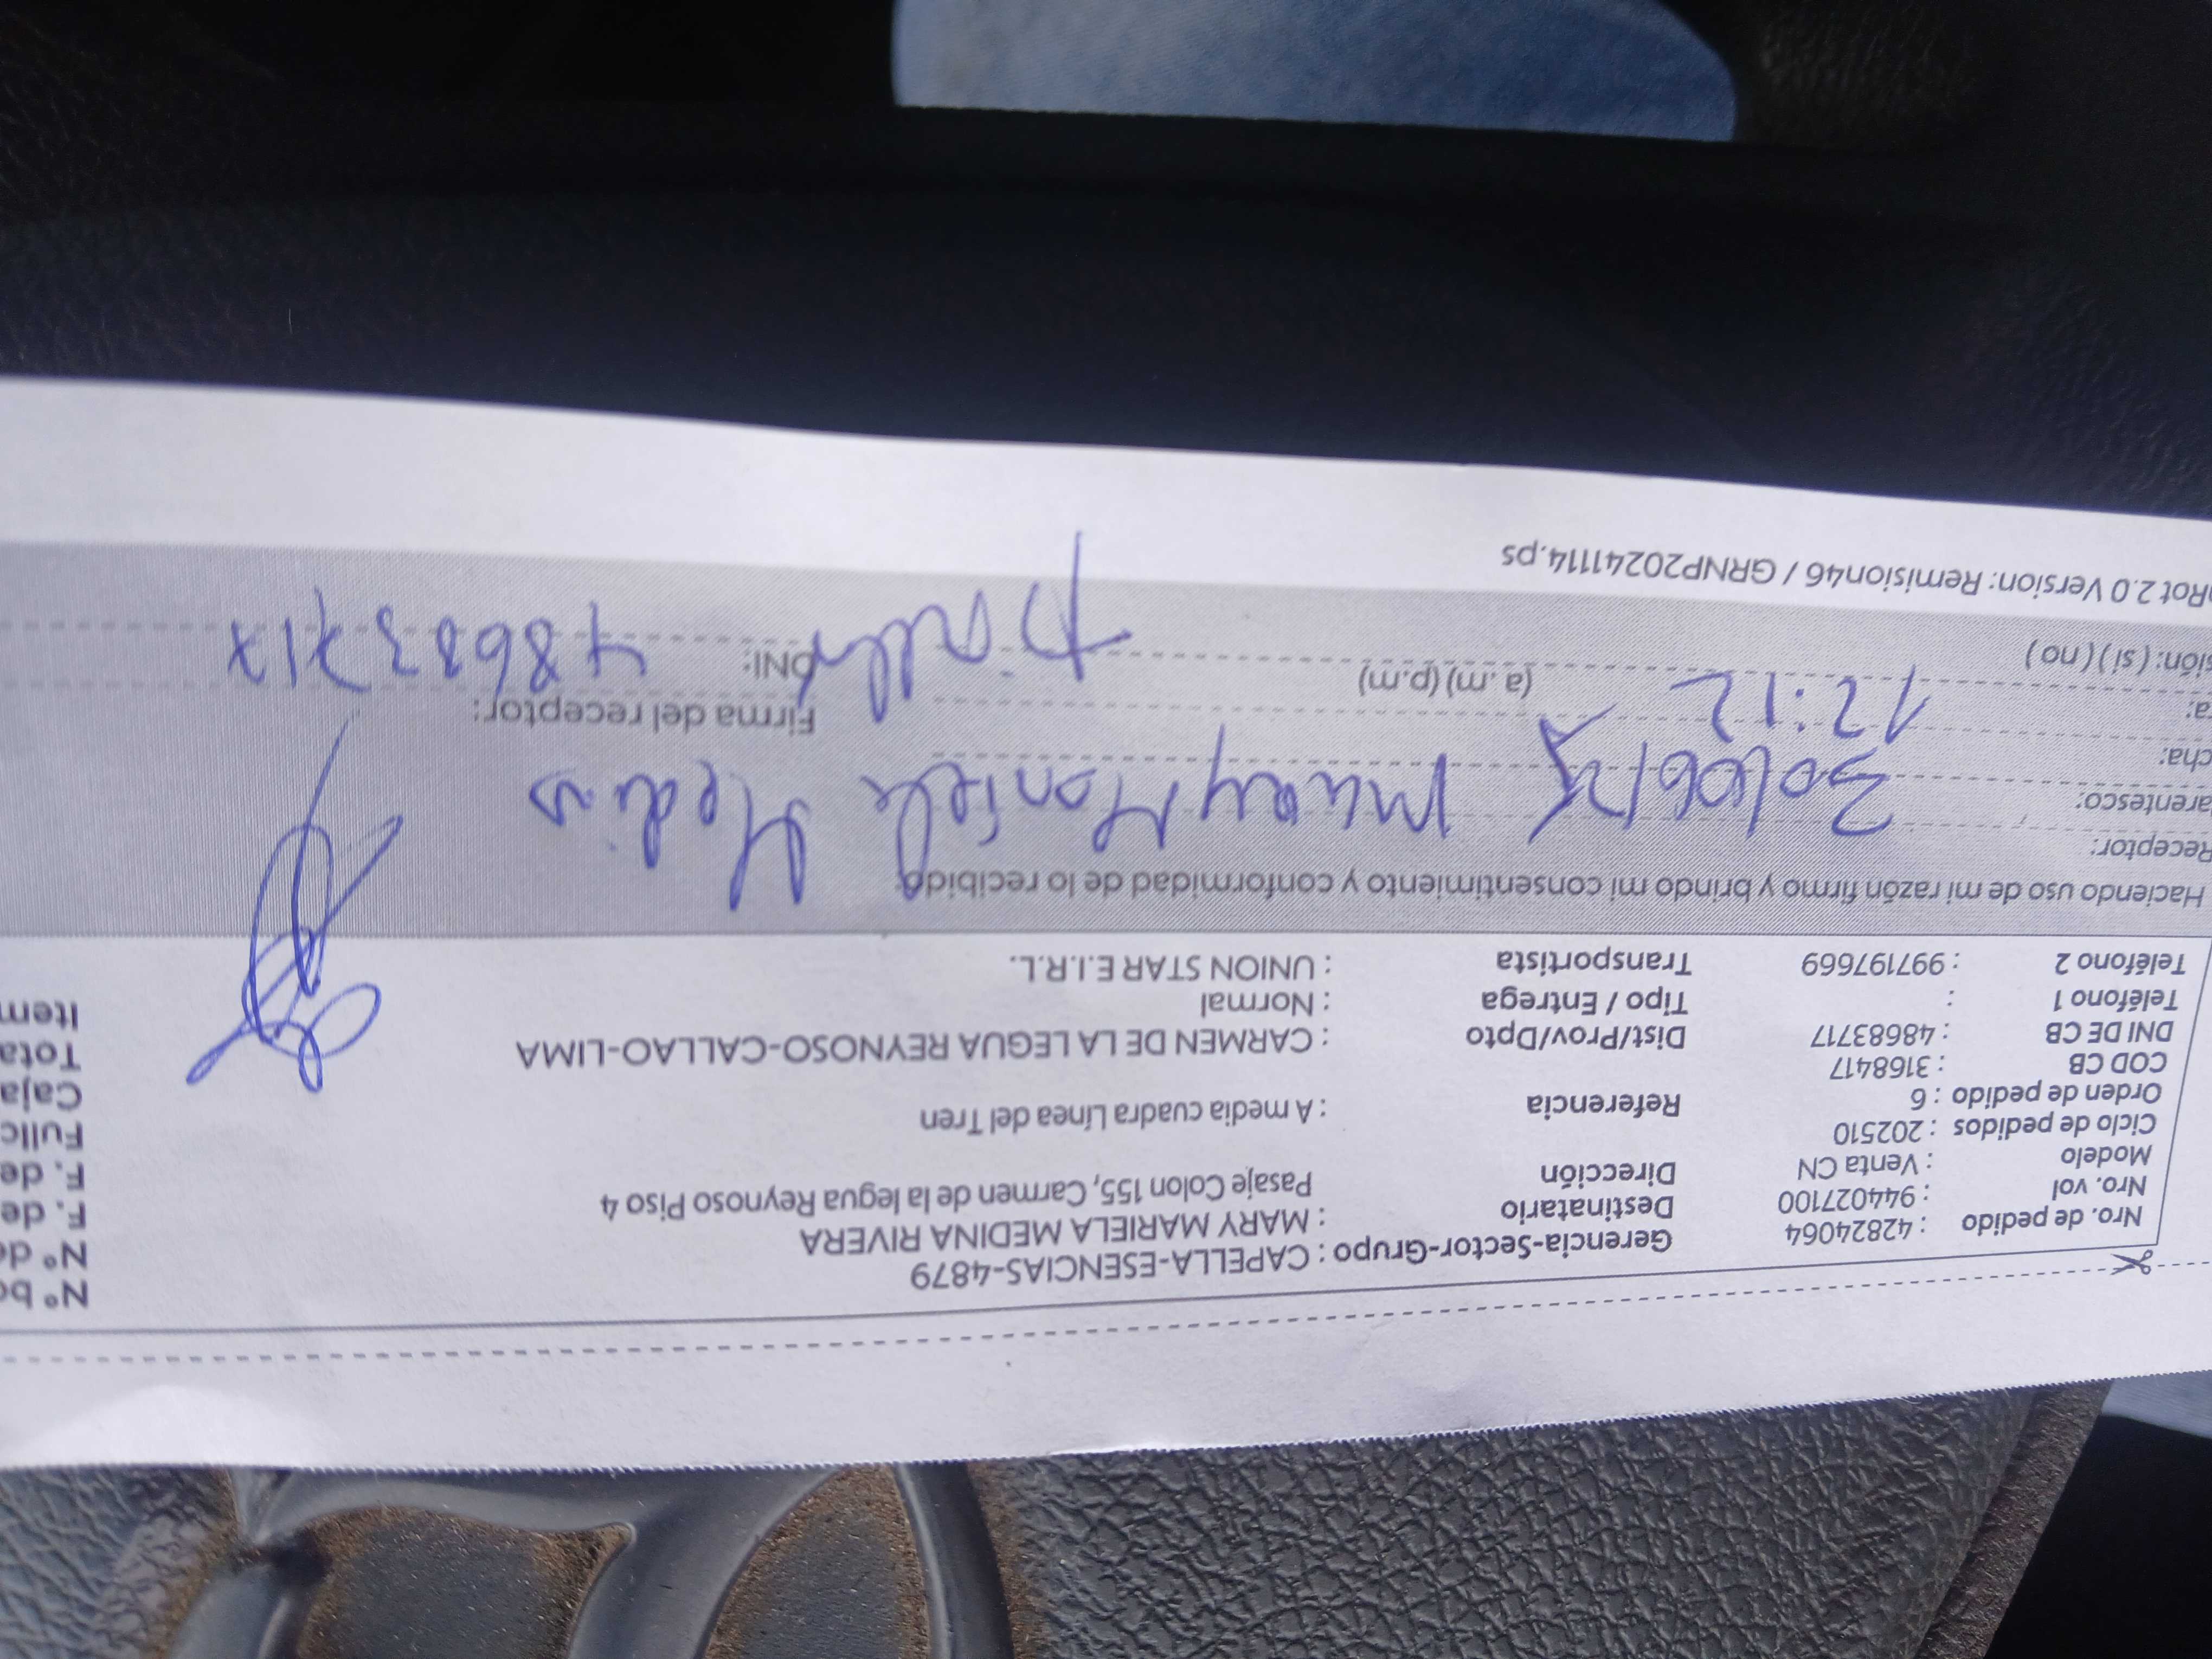 Nro. de pedido : 42824064 Gerencia-Sector-Grupo : CAPELLA-ESENCIAS-4879 N° bo
Nro. vol : 944027100 Destinatario : MARY MARIELA MEDINA RIVERA N° de
Modelo : Venta CN Dirección Pasaje Colon 155, Carmen de la legua Reynoso Piso 4 F. de
Ciclo de pedidos : 202510 F. de
Orden de pedido : 6 Referencia : A media cuadra Línea del Tren Fullc
COD CB : 3168417 Caja
DNI DE CB : 48683717 Dist/Prov/Dpto : CARMEN DE LA LEGUA REYNOSO-CALLAO-LIMA Tota
Teléfono 1 : Tipo / Entrega : Normal Item
Teléfono 2 : 997197669 Transportista : UNION STAR E.I.R.L.
Haciendo uso de mi razón firmo y brindo mi consentimiento y conformidad de lo recibido:
Receptor:
arentesco: 30/06/25 Mary Mariela Medina
cha:
a: 12:12 (a.m) (p.m) Firma del receptor:
sión: ( si ) ( no ) DNI: 48683717
Rot 2.0 Version: Remision46 / GRNP20241114.ps